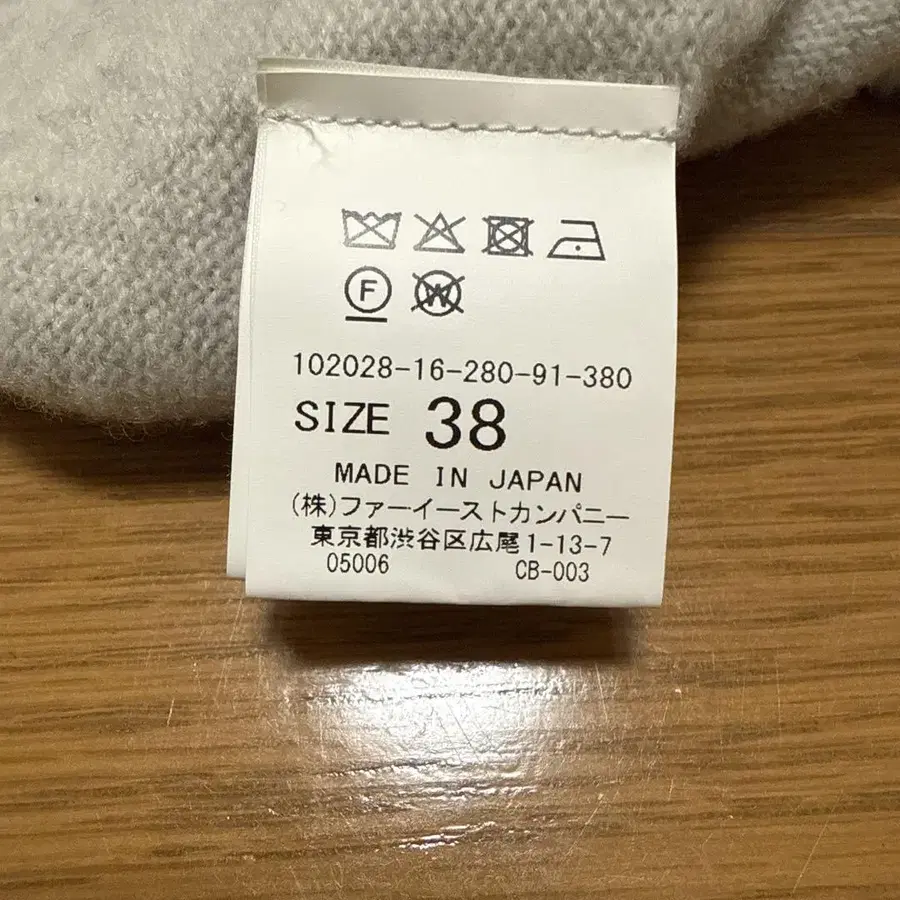 F W
102028-16-280-91-380
SIZE 38
MADE IN JAPAN
(株)ファーイーストカンパニー
東京都渋谷区広尾1-13-7
05006 CB-003